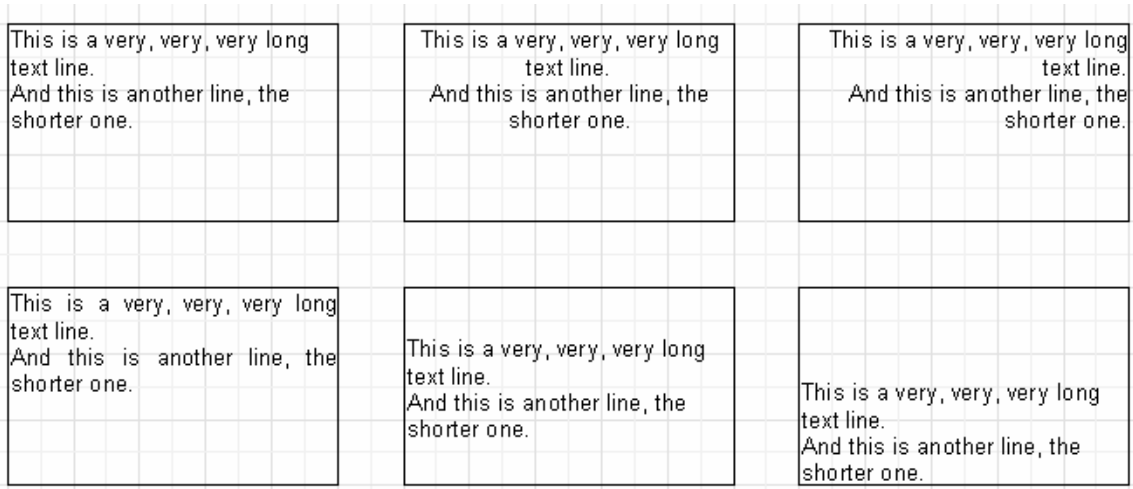 This is a very, very, very long
text line.
And this is another line, the
shorter one.
This is a very, very, very long
text line.
And this is another line, the
shorter one.
This is a very, very, very long
text line.
And this is another line, the
shorter one.
This is a very, very, very long
text line.
And this is another line, the
shorter one.
This is a very, very, very long
text line.
And this is another line, the
shorter one.
This is a very, very, very long
text line.
And this is another line, the
shorter one.